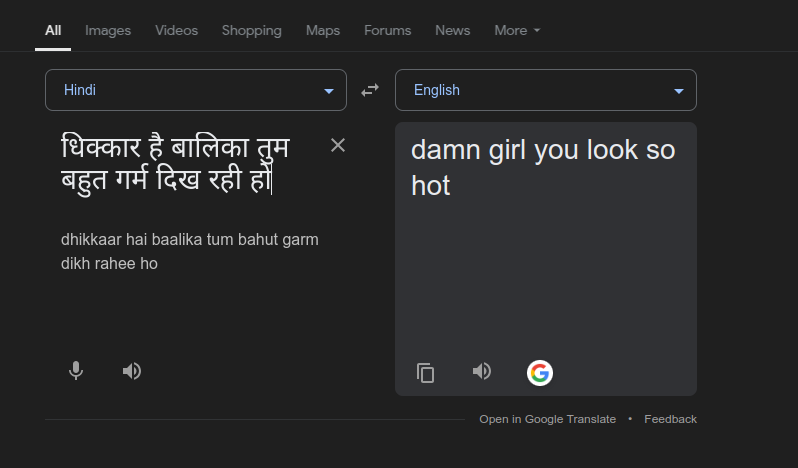 All Images Videos Shopping Maps Forums News More
Hindi
English
धिक्कार है बालिका तुम
बहुत गर्म दिख रही हो
dhikkaar hai baalika tum bahut garm
dikh rahee ho
damn girl you look so
hot
Open in Google Translate • Feedback